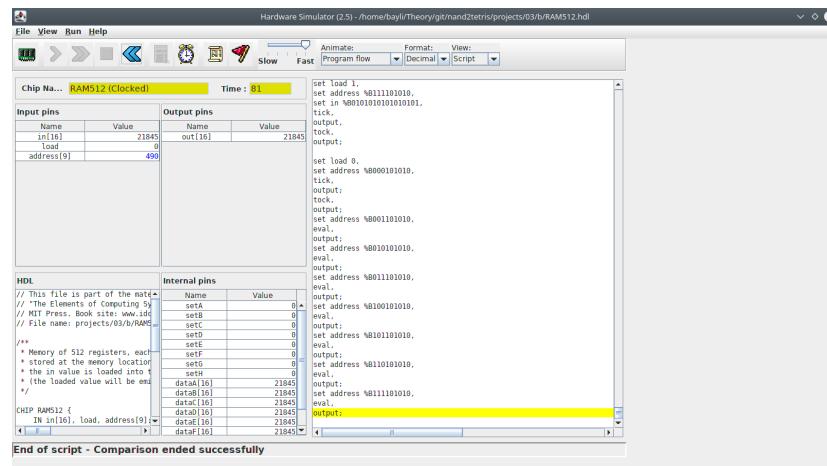 Hardware Simulator (2.5) - /home/bayli/Theory/git/nand2tetris/projects/03/b/RAM512.hdl
File View Run Help
Slow Fast
Animate: Format: View:
Program flow Decimal Script
Chip Na... RAM512 (Clocked) Time : 81
Input pins
Name Value
in[16] 21845
load 0
address[9] 490
Output pins
Name Value
out[16] 21845
HDL
// This file is part of the mate
// "The Elements of Computing Sy
// MIT Press. Book site: www.idc
// File name: projects/03/b/RAM5
/**
* Memory of 512 registers, each
* stored at the memory location
* the in value is loaded into t
* (the loaded value will be emi
*/
CHIP RAM512 {
IN in[16], load, address[9];
Internal pins
Name Value
setA 0
setB 0
setC 0
setD 0
setE 0
setF 0
setG 0
setH 0
dataA[16] 21845
dataB[16] 21845
dataC[16] 21845
dataD[16] 21845
dataE[16] 21845
dataF[16] 21845
set load 1,
set address %B111101010,
set in %B0101010101010101,
tick,
output,
tock,
output;
set load 0,
set address %B000101010,
tick,
output;
tock,
output;
set address %B001101010,
eval,
output;
set address %B010101010,
eval,
output;
set address %B011101010,
eval,
output;
set address %B100101010,
eval,
output;
set address %B101101010,
eval,
output;
set address %B110101010,
eval,
output;
set address %B111101010,
eval,
output;
End of script - Comparison ended successfully